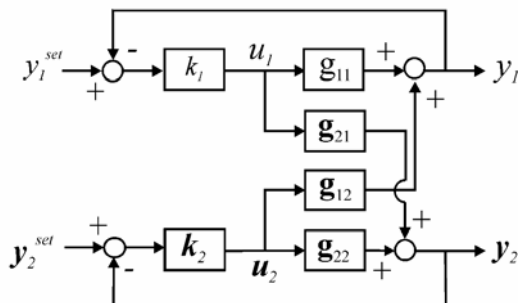 -
y₁ˢᵉᵗ + k₁ u₁ g₁₁ + + y₁
g₂₁
g₁₂
y₂ˢᵉᵗ + - k₂ u₂ g₂₂ + + y₂